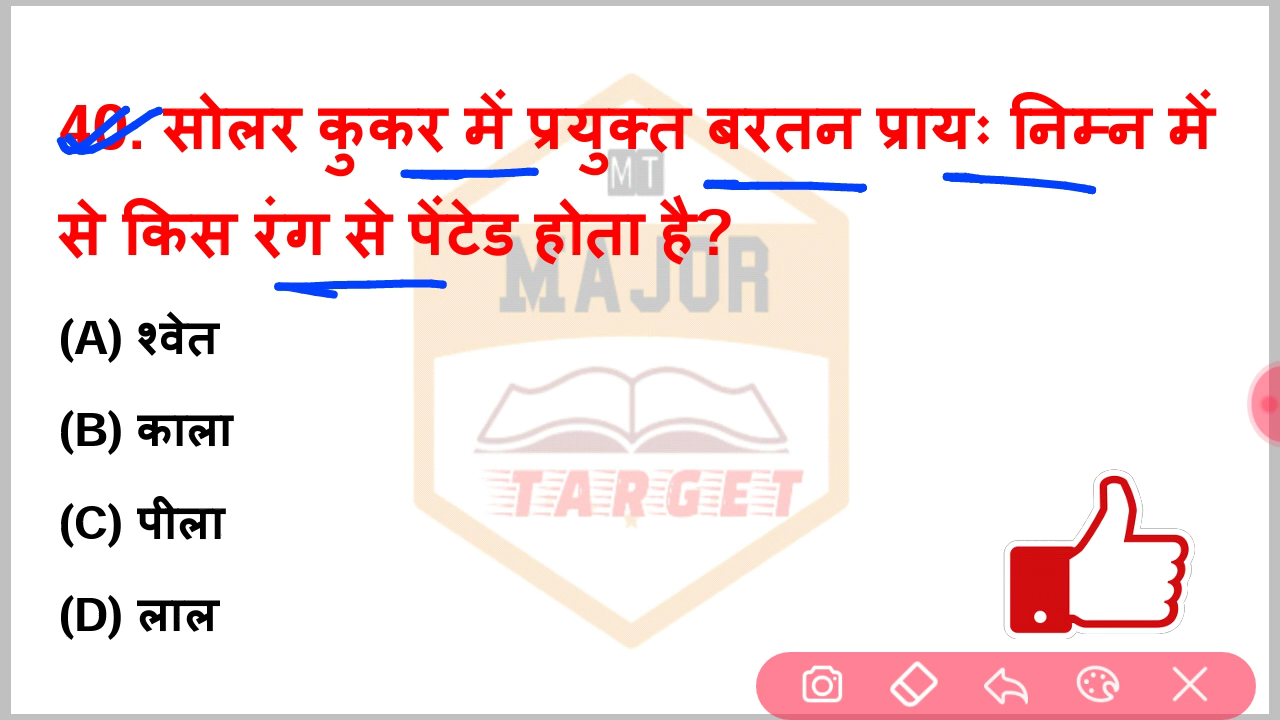 40. सोलर कुकर में प्रयुक्त बरतन प्रायः निम्न में
से किस रंग से पेंटेड होता है?
MT
MAJOR
(A) श्वेत
(B) काला
TARGET
(C) पीला
(D) लाल